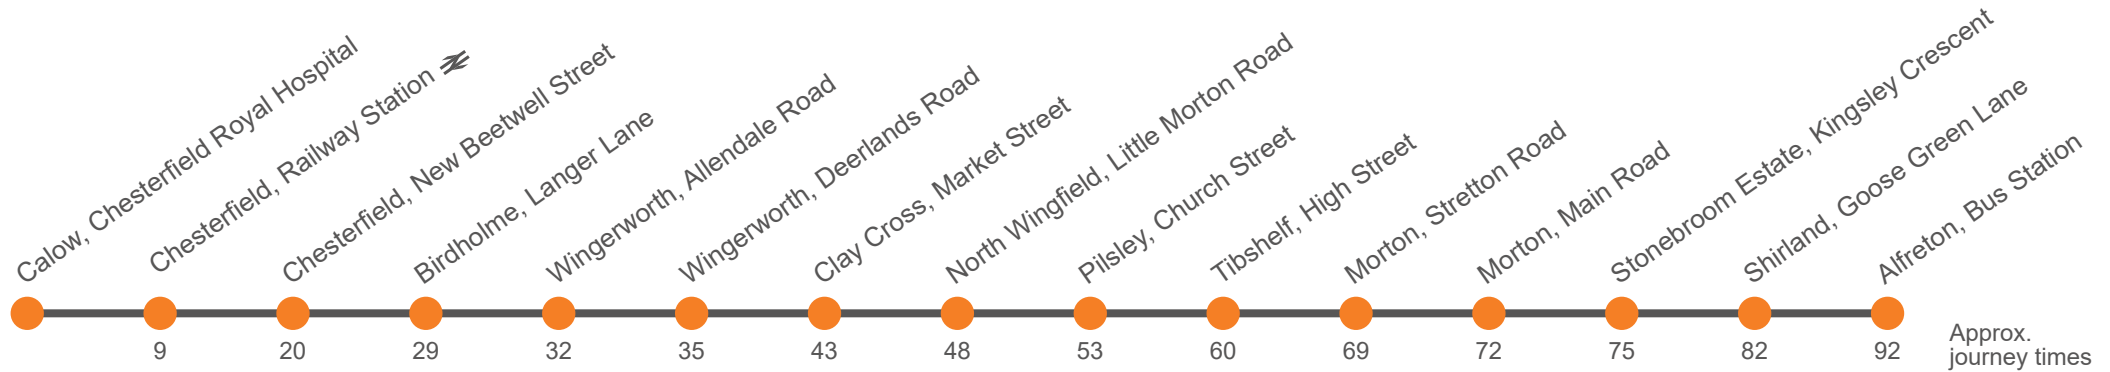 Calow, Chesterfield Royal Hospital
Chesterfield, Railway Station
Chesterfield, New Beetwell Street
Birdholme, Langer Lane
Wingerworth, Allendale Road
Wingerworth, Deerlands Road
Clay Cross, Market Street
North Wingfield, Little Morton Road
Pilsley, Church Street
Tibshelf, High Street
Morton, Stretton Road
Morton, Main Road
Stonebroom Estate, Kingsley Crescent
Shirland, Goose Green Lane
Alfreton, Bus Station
9 20 29 32 35 43 48 53 60 69 72 75 82 92
Approx.
journey times